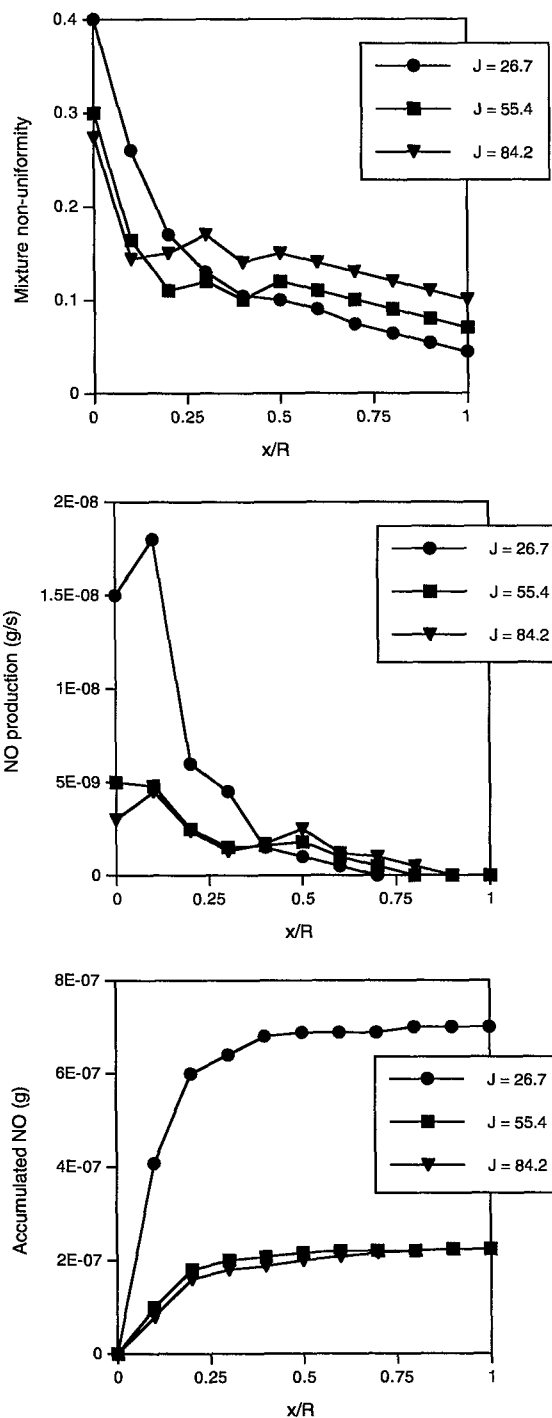 0.4
0.3
0.2
0.1
0
Mixture non-uniformity
J = 26.7
J = 55.4
J = 84.2
0 0.25 0.5 0.75 1
x/R
2E-08
1.5E-08
1E-08
5E-09
0
NO production (g/s)
J = 26.7
J = 55.4
J = 84.2
0 0.25 0.5 0.75 1
x/R
8E-07
6E-07
4E-07
2E-07
0
Accumulated NO (g)
J = 26.7
J = 55.4
J = 84.2
0 0.25 0.5 0.75 1
x/R